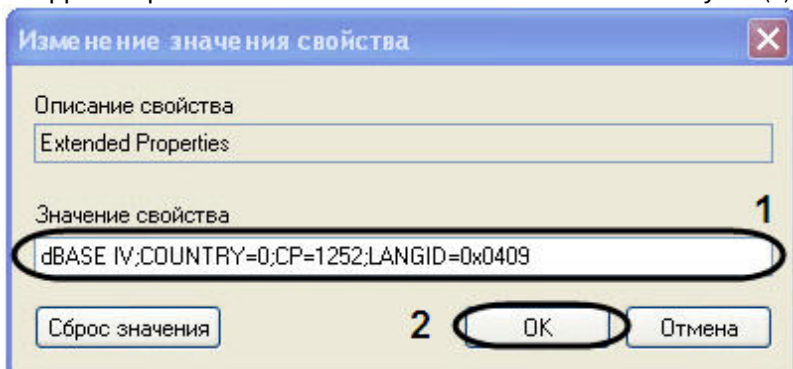 Изменение значения свойства
Описание свойства
Extended Properties
Значение свойства
1
dBASE IV;COUNTRY=0;CP=1252;LANGID=0x0409
Сброс значения 2 OK Отмена